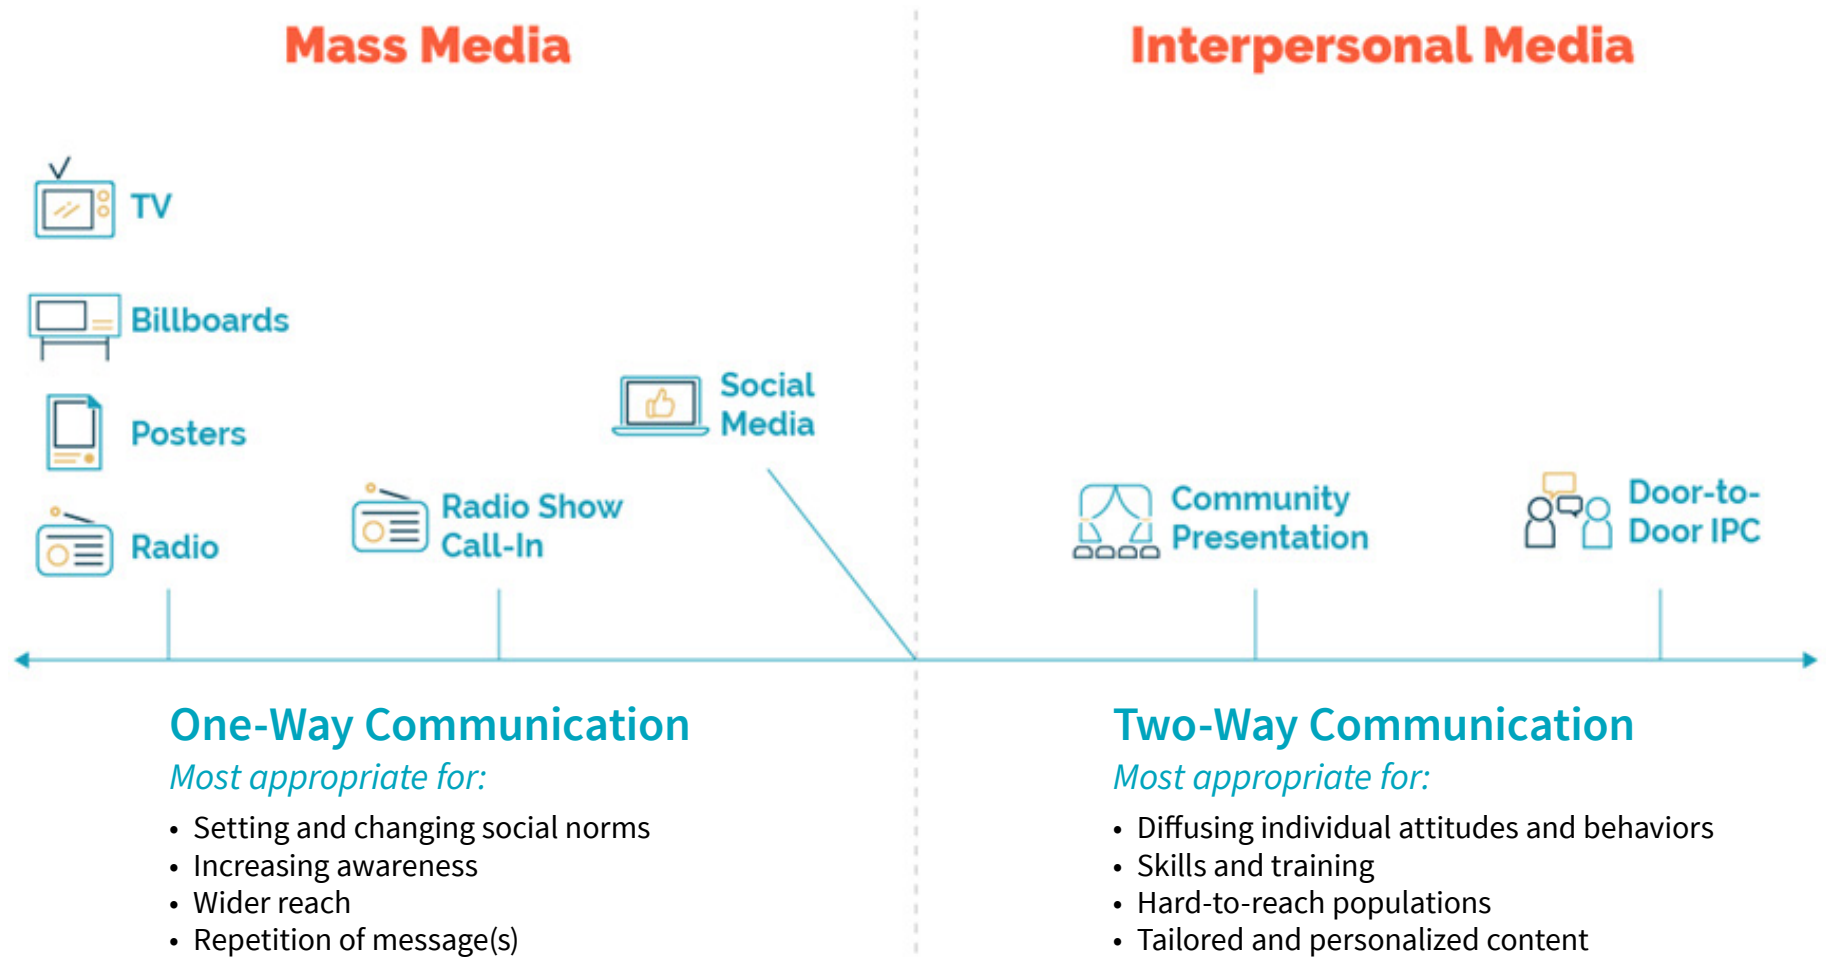 Mass Media
Interpersonal Media
TV
Billboards
Posters
Radio
Radio Show
Call-In
Social
Media
Community
Presentation
Door-to-
Door IPC
One-Way Communication
Most appropriate for:
• Setting and changing social norms
• Increasing awareness
• Wider reach
• Repetition of message(s)
Two-Way Communication
Most appropriate for:
• Diffusing individual attitudes and behaviors
• Skills and training
• Hard-to-reach populations
• Tailored and personalized content